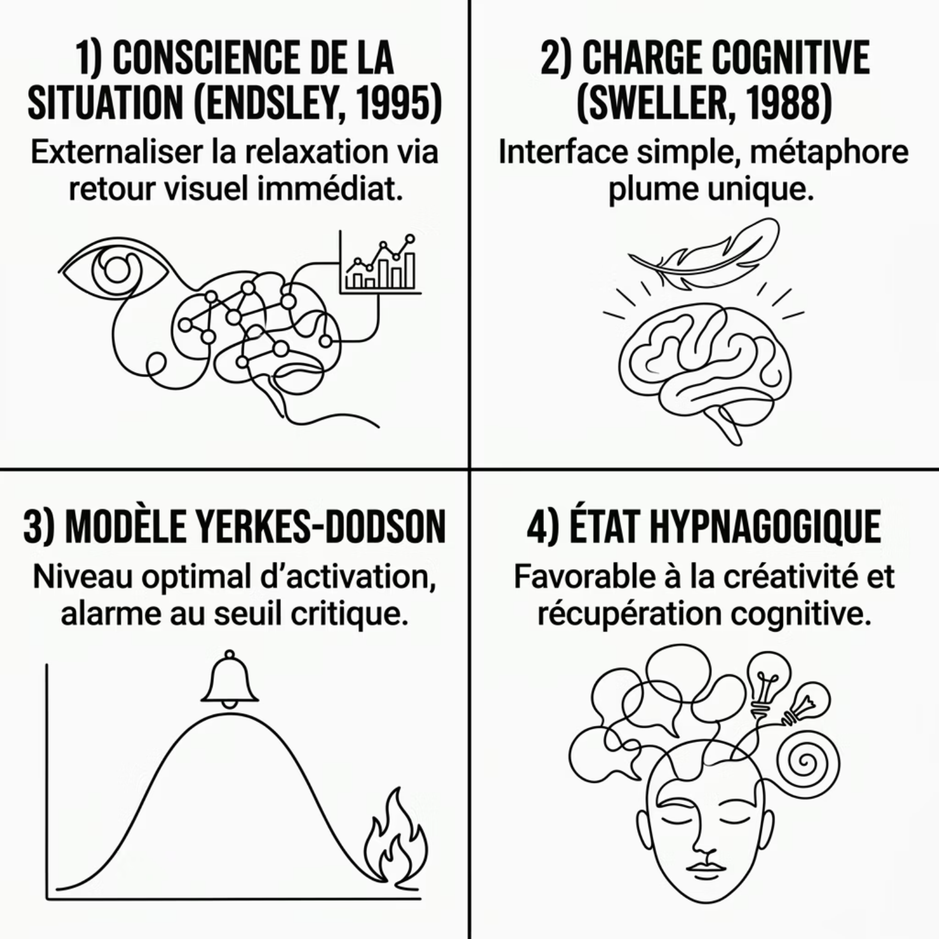 1) CONSCIENCE DE LA
SITUATION (ENDSLEY, 1995)
Externaliser la relaxation via
retour visuel immédiat.
2) CHARGE COGNITIVE
(SWELLER, 1988)
Interface simple, métaphore
plume unique.
3) MODÈLE YERKES-DODSON
Niveau optimal d’activation,
alarme au seuil critique.
4) ÉTAT HYPNAGOGIQUE
Favorable à la créativité et
récupération cognitive.